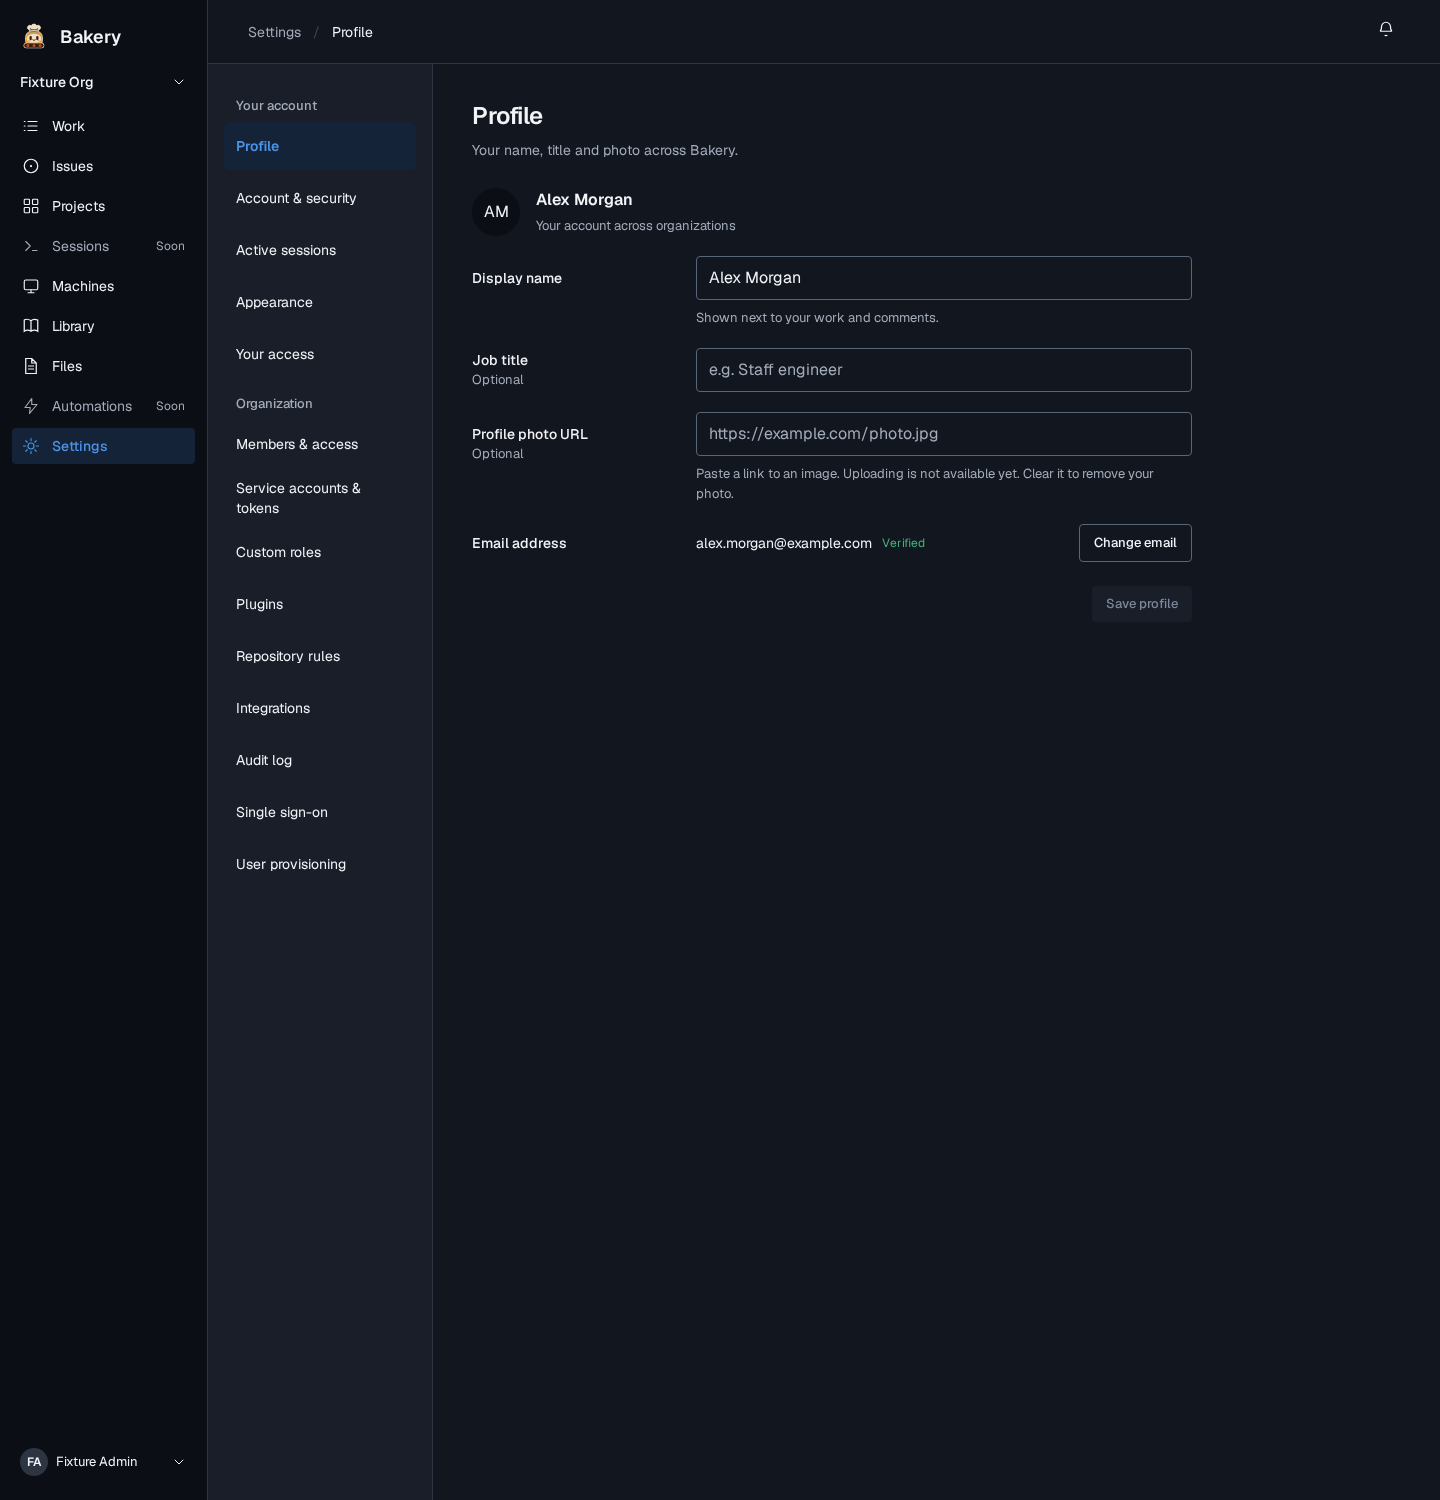 Bakery
Fixture Org
Work
Issues
Projects
Sessions Soon
Machines
Library
Files
Automations Soon
Settings
FA Fixture Admin
Settings / Profile
Your account
Profile
Account & security
Active sessions
Appearance
Your access
Organization
Members & access
Service accounts &
tokens
Custom roles
Plugins
Repository rules
Integrations
Audit log
Single sign-on
User provisioning
Profile
Your name, title and photo across Bakery.
AM
Alex Morgan
Your account across organizations
Display name
Alex Morgan
Shown next to your work and comments.
Job title
Optional
e.g. Staff engineer
Profile photo URL
Optional
https://example.com/photo.jpg
Paste a link to an image. Uploading is not available yet. Clear it to remove your
photo.
Email address
alex.morgan@example.com Verified
Change email
Save profile